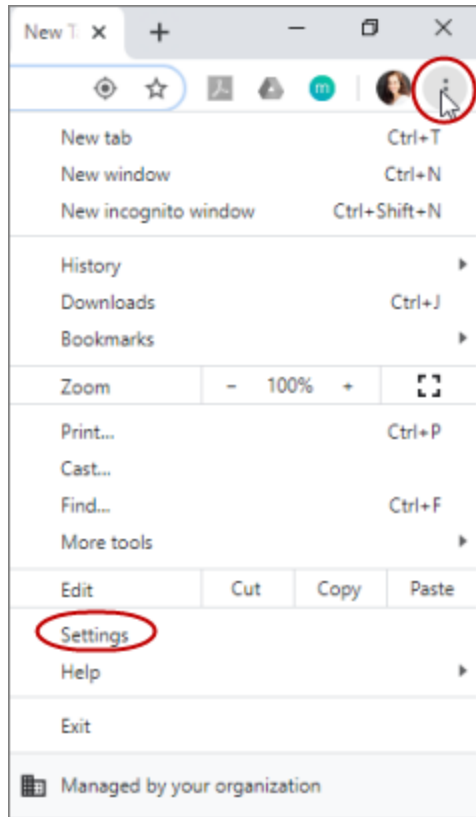 New T
m
New tab Ctrl+T
New window Ctrl+N
New incognito window Ctrl+Shift+N
History
Downloads Ctrl+J
Bookmarks
Zoom - 100% +
Print... Ctrl+P
Cast...
Find... Ctrl+F
More tools
Edit Cut Copy Paste
Settings
Help
Exit
Managed by your organization